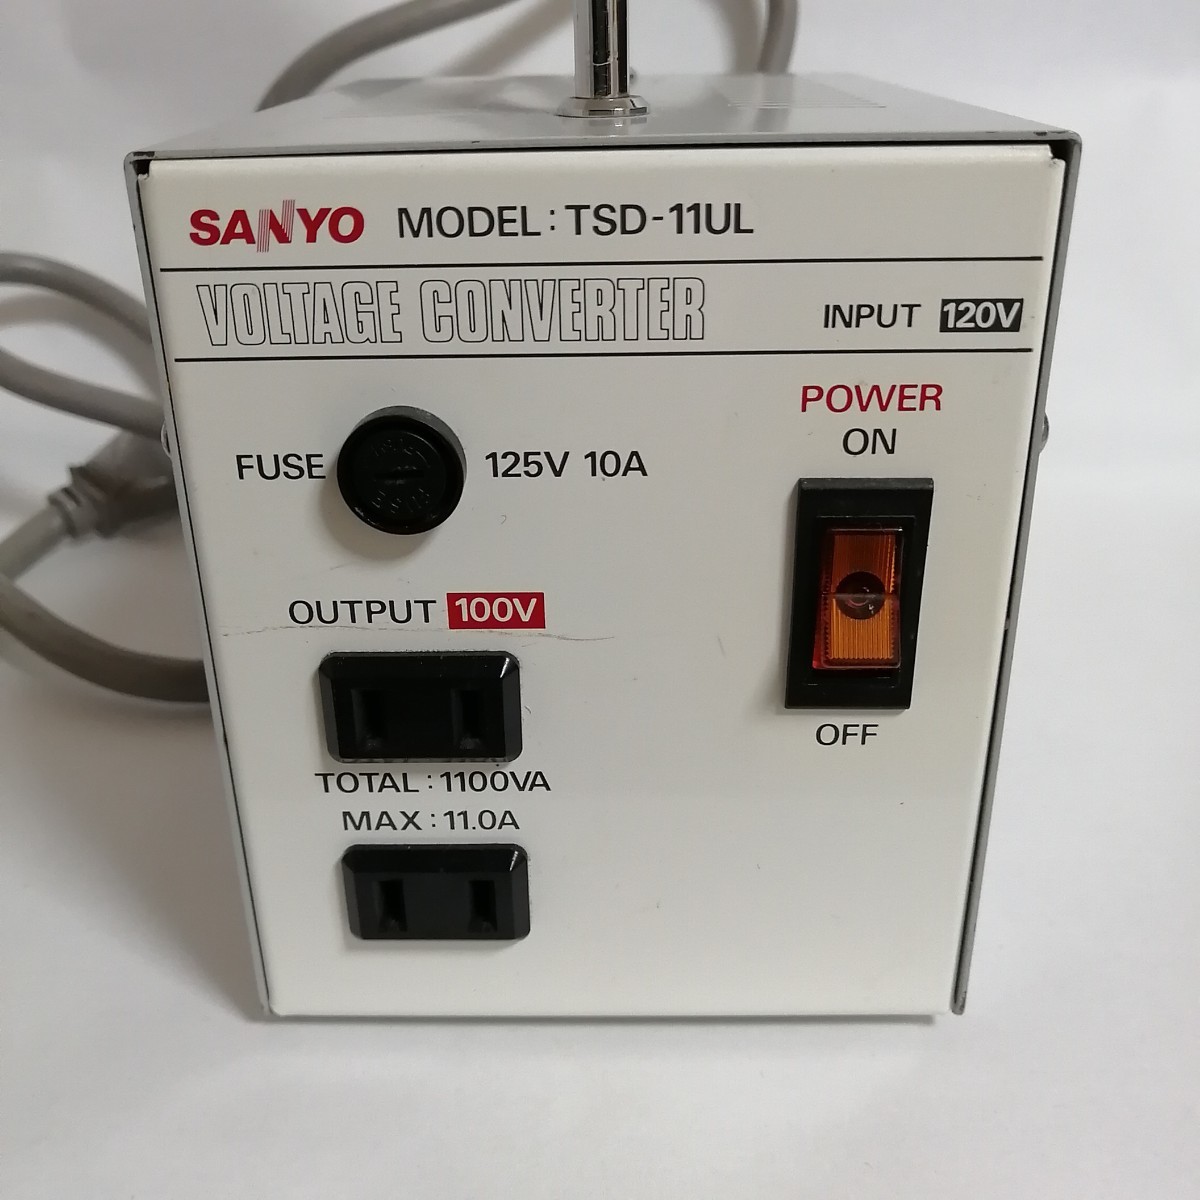 SANYO MODEL : TSD-11UL
VOLTAGE CONVERTER INPUT 120V
POWER
ON
FUSE 125V 10A
OUTPUT 100V
OFF
TOTAL : 1100VA
MAX : 11.0A